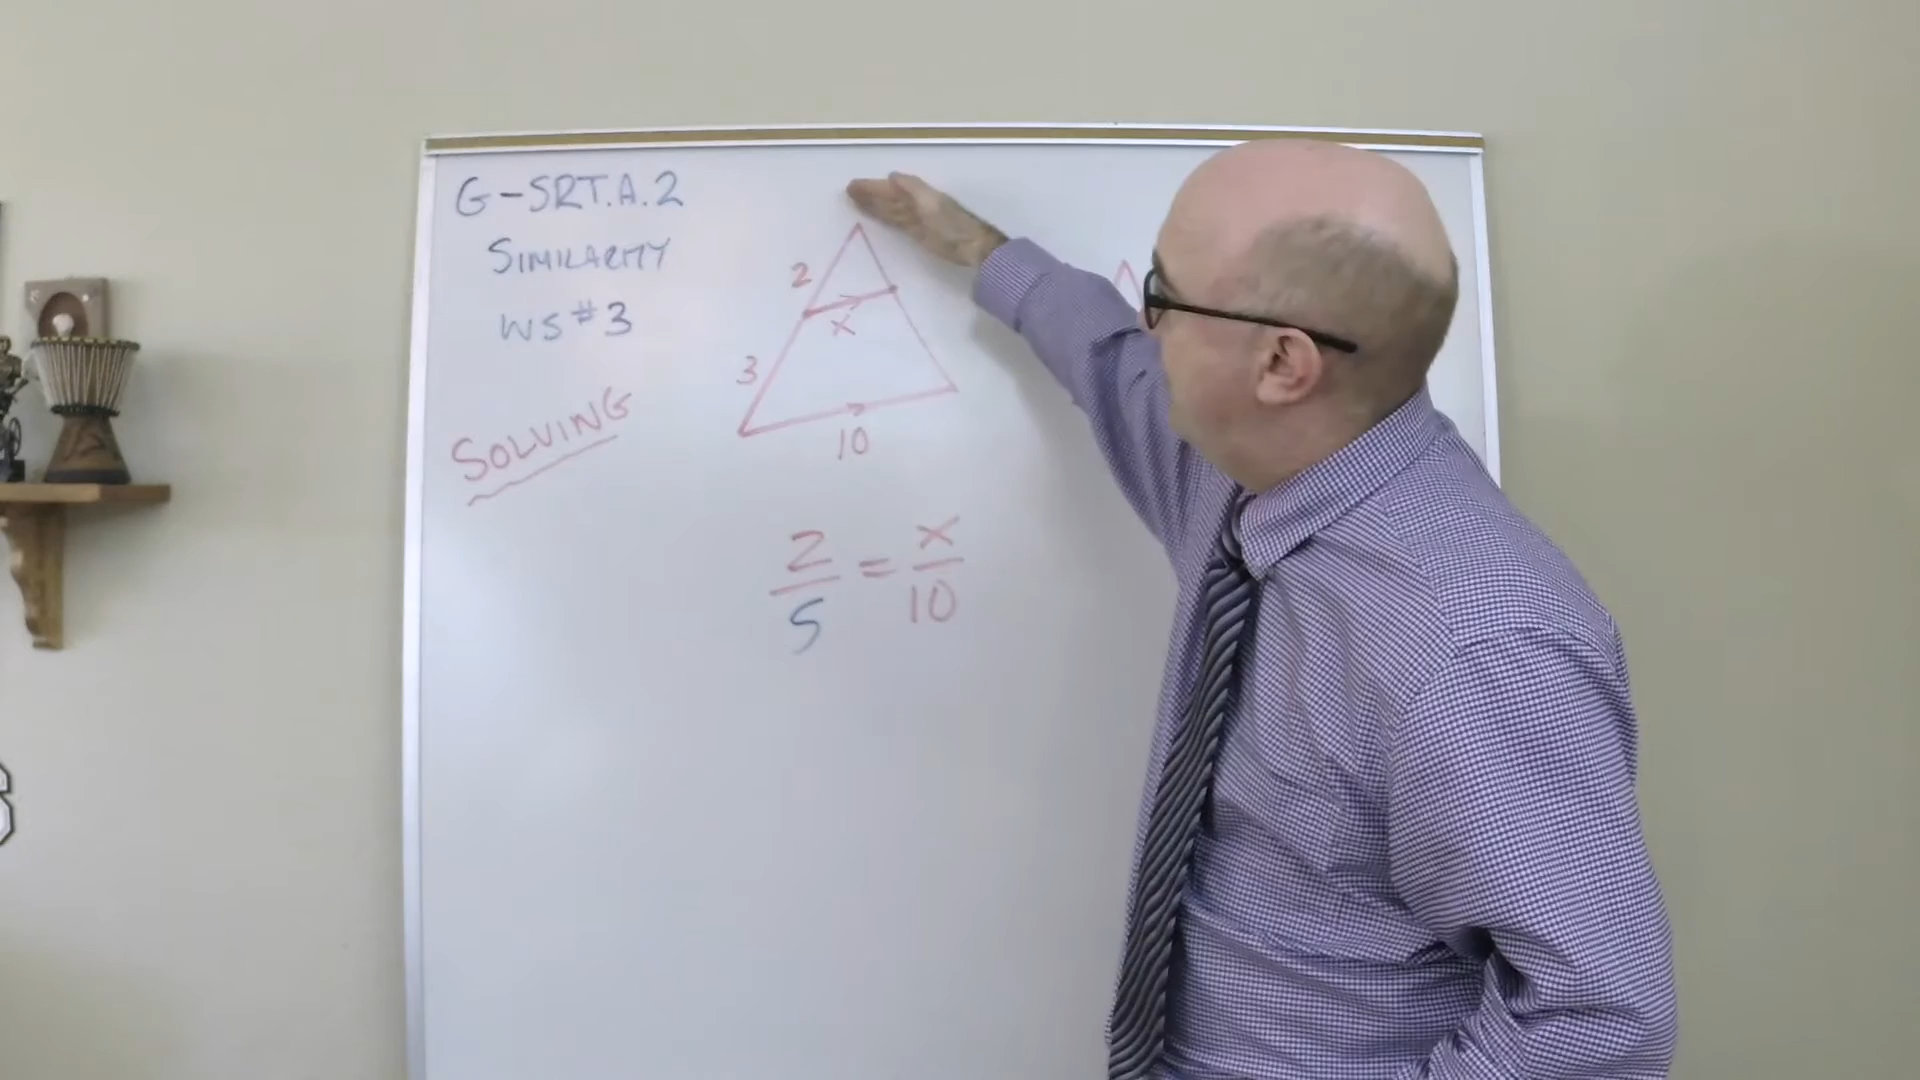 G-SRT.A.2
SIMILARITY
WS #3
SOLVING
2
X
3
10
2/5 = x/10